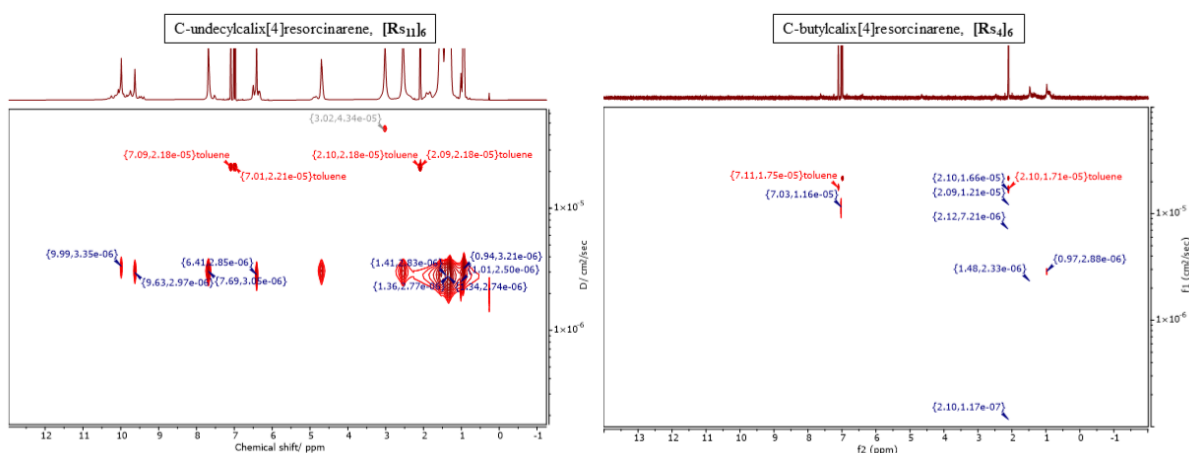 C-undecylcalix[4]resorcinarene, [Rs11]6
{3.02,4.34e-05}
{7.09,2.18e-05}toluene
{2.10,2.18e-05}toluene
{2.09,2.18e-05}toluene
{7.01,2.21e-05}toluene
{9.99,3.35e-06}
{6.41,2.85e-06}
{1.41,2.83e-06}
{0.94,3.21e-06}
{9.63,2.97e-06}
{7.69,3.05e-06}
{1.01,2.50e-06}
{1.36,2.77e-06}
1×10-5
1×10-6
D/ cm2/sec
12 11 10 9 8 7 6 5 4 3 2 1 0 -1
Chemical shift/ ppm
C-butylcalix[4]resorcinarene, [Rs4]6
{7.11,1.75e-05}toluene
{2.10,1.66e-05}
{2.10,1.71e-05}toluene
{7.03,1.16e-05}
{2.09,1.21e-05}
{2.12,7.21e-06}
{1.48,2.33e-06}
{0.97,2.88e-06}
{2.10,1.17e-07}
1×10-5
1×10-6
f1 (cm2/sec)
13 12 11 10 9 8 7 6 5 4 3 2 1 0 -1
f2 (ppm)